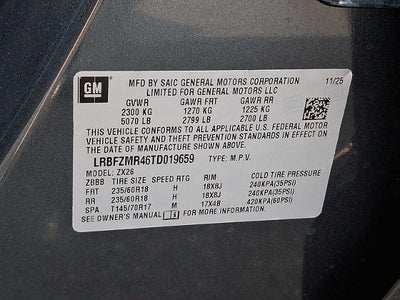 GM
MFD BY SAIC GENERAL MOTORS CORPORATION 11/25
LIMITED FOR GENERAL MOTORS LLC
GVWR GAWR FRT GAWR RR
2300 KG 1270 KG 1225 KG
5070 LB 2799 LB 2700 LB
THIS VEHICLE CONFORMS TO ALL APPLICABLE U.S. FEDERAL MOTOR
VEHICLE SAFETY AND THEFT PREVENTION STANDARDS IN EFFECT
ON THE DATE OF MANUFACTURE SHOWN ABOVE.
LRBFZMR46TD019659 TYPE: M.P.V.
MODEL: ZX26
ZBBB TIRE SIZE SPEED RTG RIM COLD TIRE PRESSURE
FRT 235/60R18 H 18X8J 240KPA(35PSI)
RR 235/60R18 H 18X8J 240KPA(35PSI)
SPA T145/70R17 M 17X4B 420KPA(60PSI)
SEE OWNER'S MANUAL FOR MORE INFORMATION.